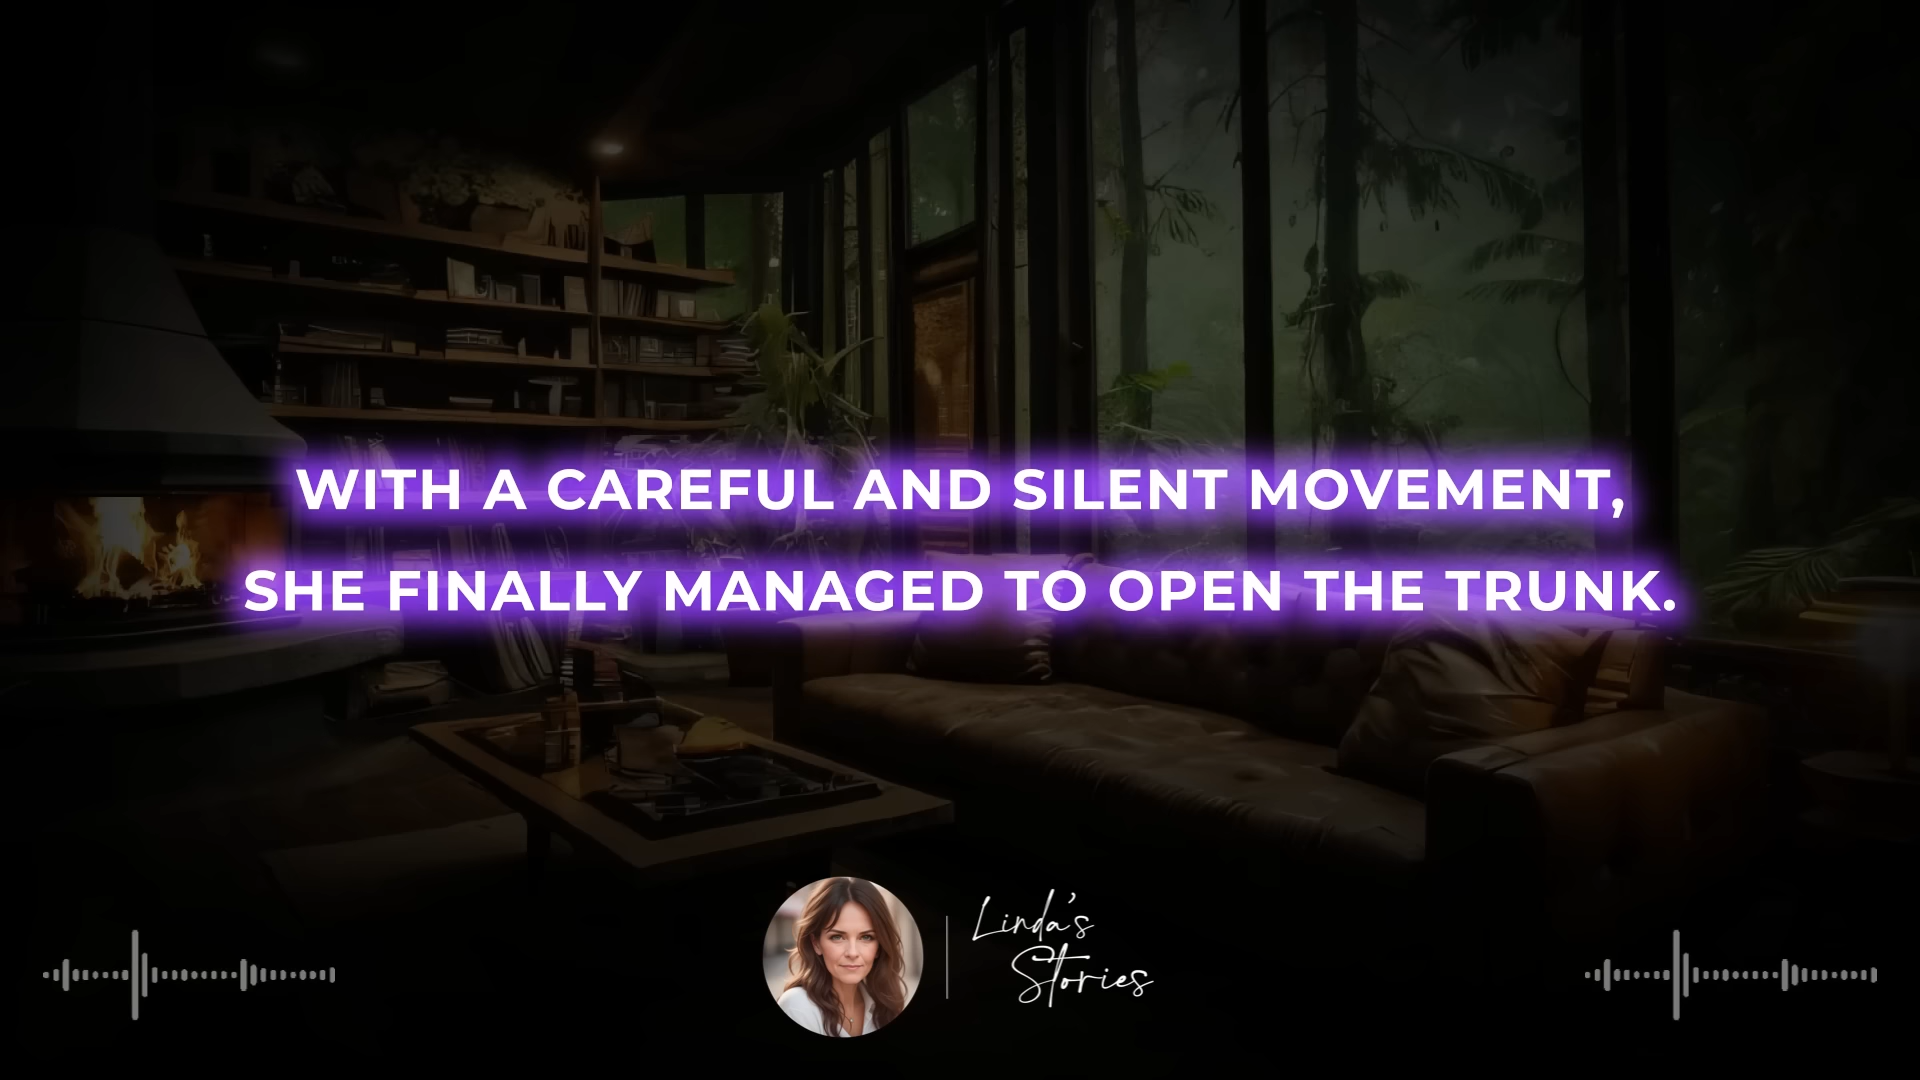 WITH A CAREFUL AND SILENT MOVEMENT,
SHE FINALLY MANAGED TO OPEN THE TRUNK.
Linda's
Stories